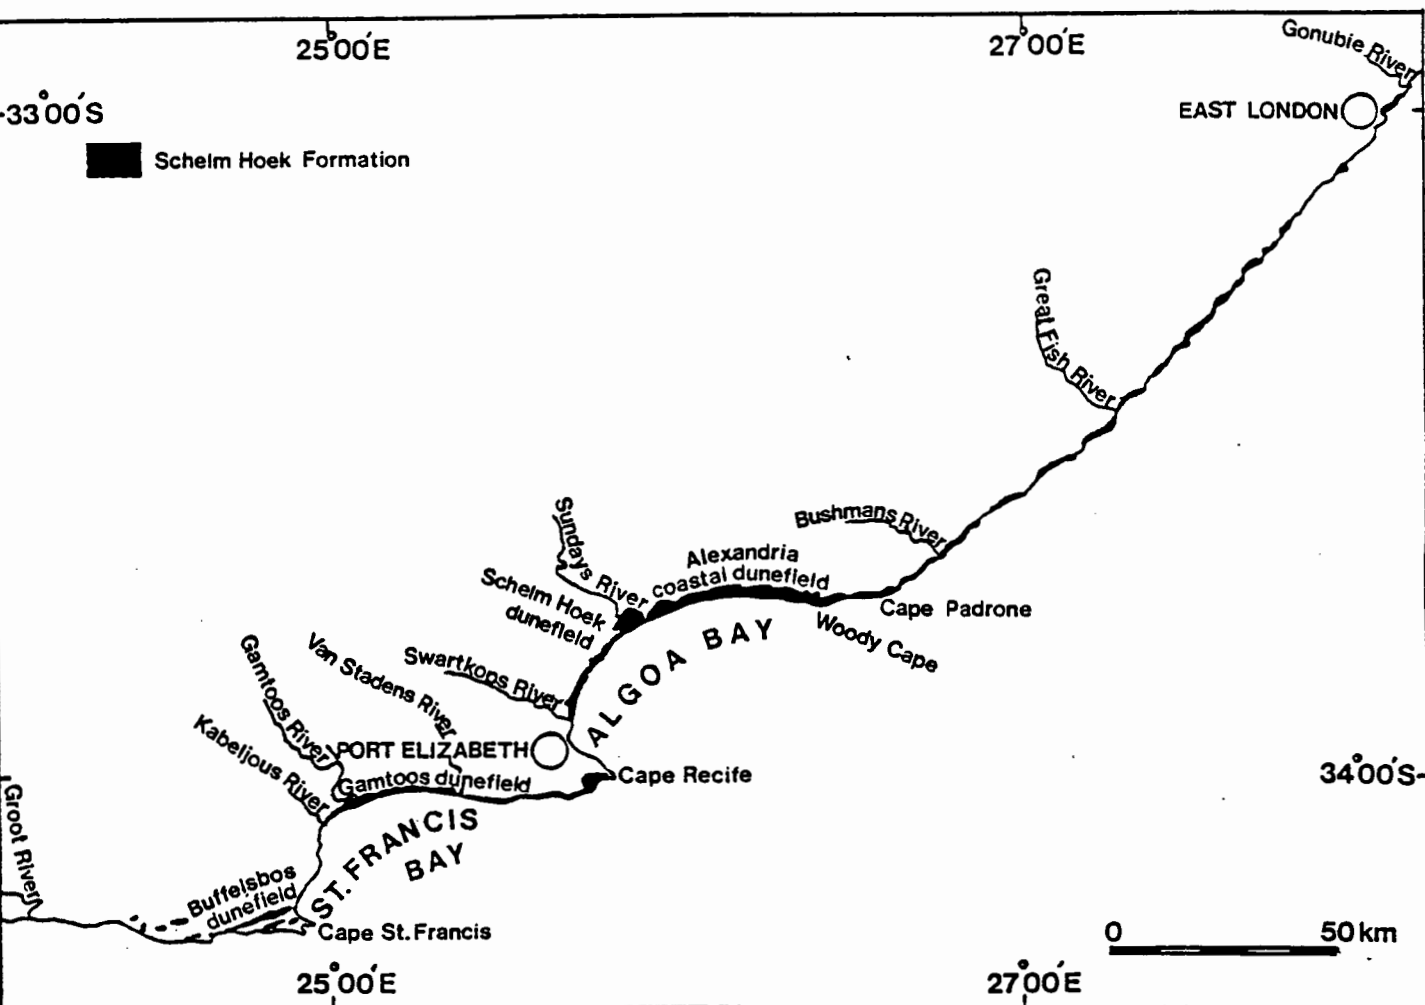 25°00'E
27°00'E
Gonubie River
33°00'S
EAST LONDON
Schelm Hoek Formation
Great Fish River
Sundays River
Bushmans River
Alexandria
coastal dunefield
Schelm Hoek
dunefield
Cape Padrone
Woody Cape
ALGOA BAY
Swartkops River
Van Stadens River
Gamtoos River
Kabeljous River
PORT ELIZABETH
Cape Recife
Gamtoos dunefield
34°00'S
Groot River
ST. FRANCIS
BAY
Buffelsbos
dunefield
Cape St. Francis
0 50 km
25°00'E
27°00'E